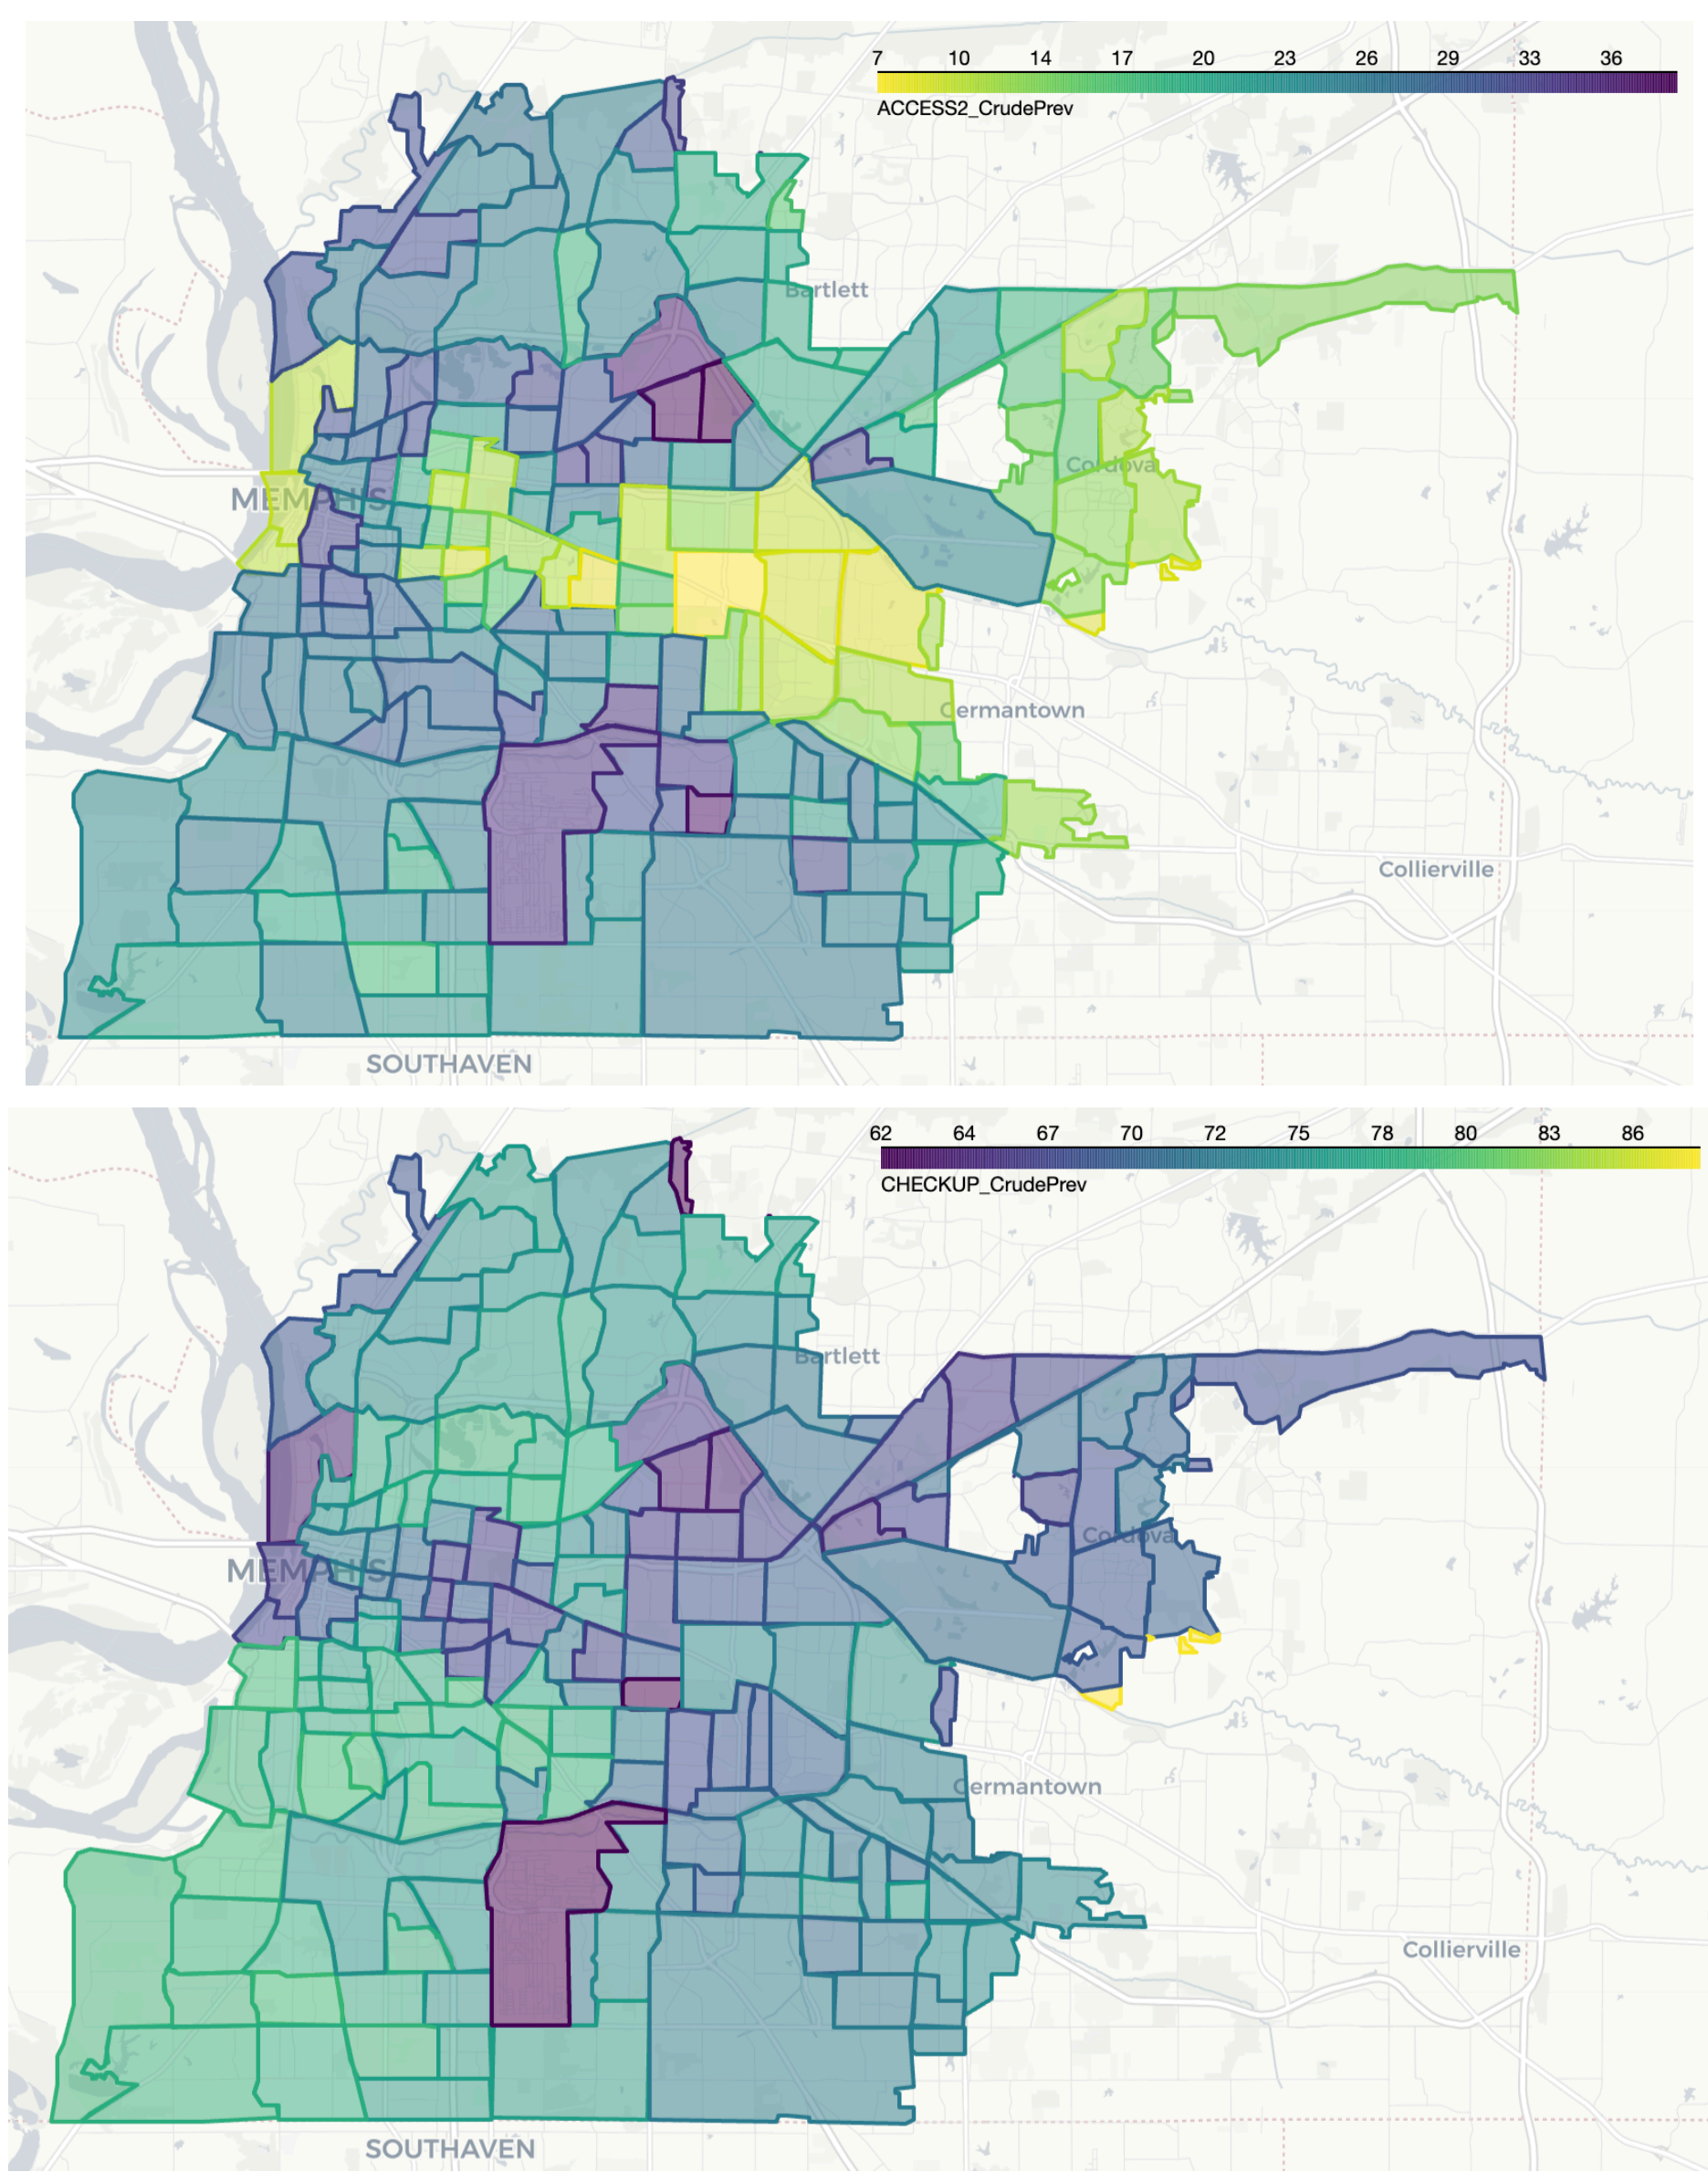 7 10 14 17 20 23 26 29 33 36
ACCESS2_CrudePrev
Bartlett
Cordova
MEMPHIS
Germantown
Collierville
SOUTHAVEN
62 64 67 70 72 75 78 80 83 86
CHECKUP_CrudePrev
Bartlett
Cordova
MEMPHIS
Germantown
Collierville
SOUTHAVEN